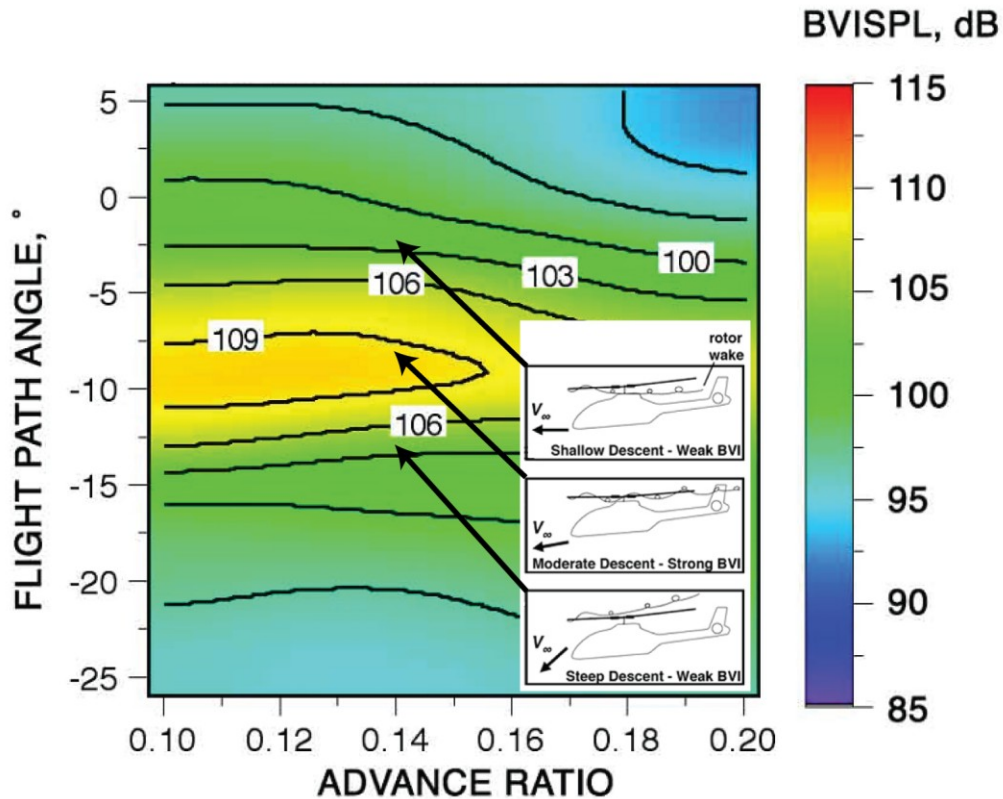 BVISPL, dB
115
110
105
100
95
90
85
FLIGHT PATH ANGLE, °
5
0
-5
-10
-15
-20
-25
100
103
106
109
106
rotor
wake
V∞
Shallow Descent - Weak BVI
V∞
Moderate Descent - Strong BVI
V∞
Steep Descent - Weak BVI
0.10 0.12 0.14 0.16 0.18 0.20
ADVANCE RATIO